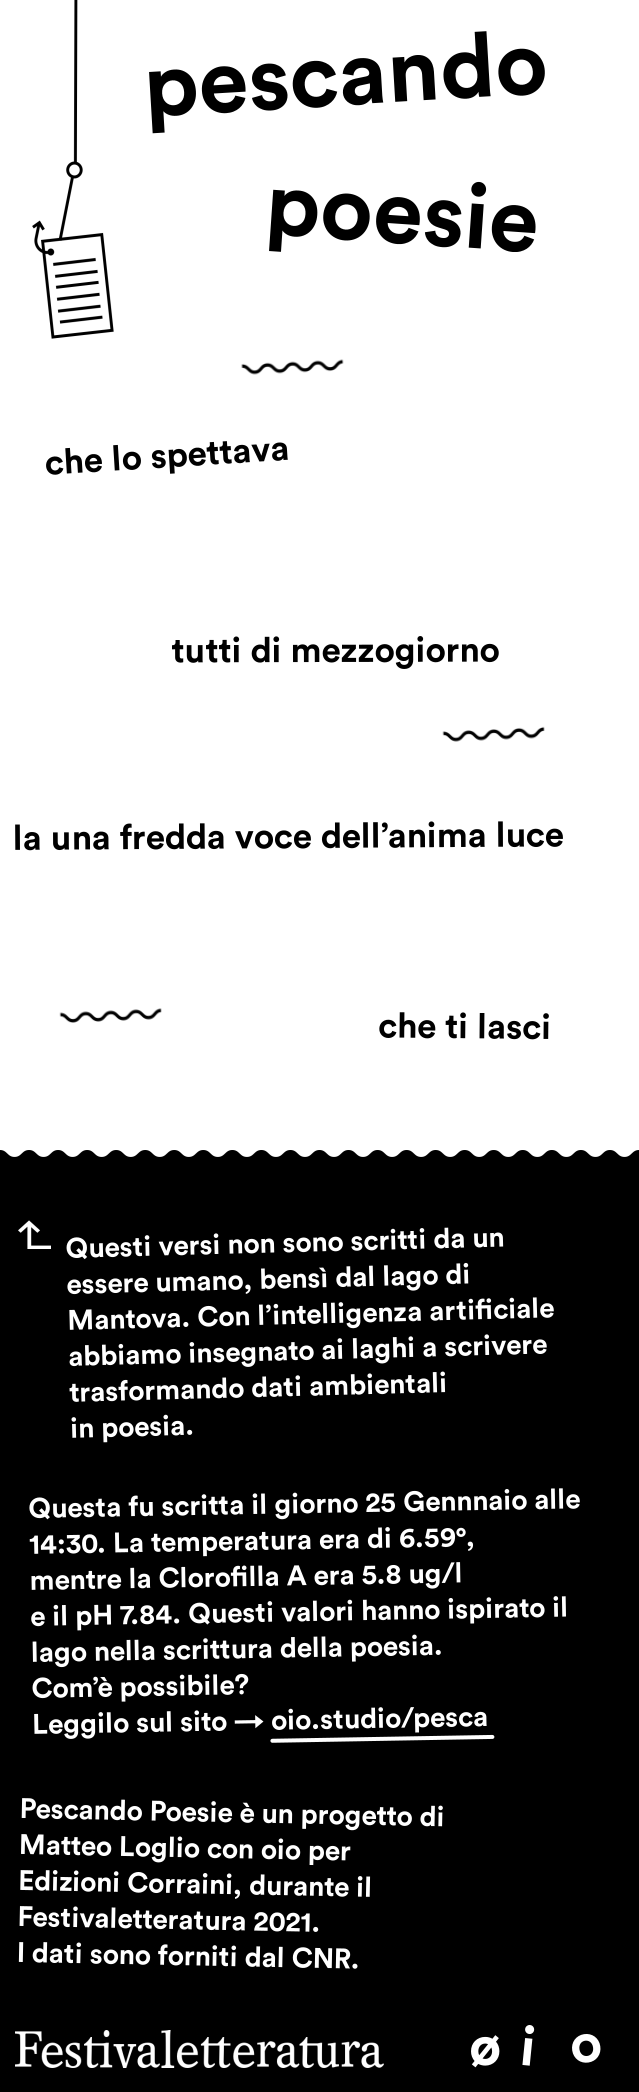 pescando
poesie
che lo spettava
tutti di mezzogiorno
la una fredda voce dell’anima luce
che ti lasci
Questi versi non sono scritti da un
essere umano, bensì dal lago di
Mantova. Con l’intelligenza artificiale
abbiamo insegnato ai laghi a scrivere
trasformando dati ambientali
in poesia.
Questa fu scritta il giorno 25 Gennnaio alle
14:30. La temperatura era di 6.59°,
mentre la Clorofilla A era 5.8 ug/l
e il pH 7.84. Questi valori hanno ispirato il
lago nella scrittura della poesia.
Com’è possibile?
Leggilo sul sito → oio.studio/pesca
Pescando Poesie è un progetto di
Matteo Loglio con oio per
Edizioni Corraini, durante il
Festivaletteratura 2021.
I dati sono forniti dal CNR.
Festivaletteratura øio